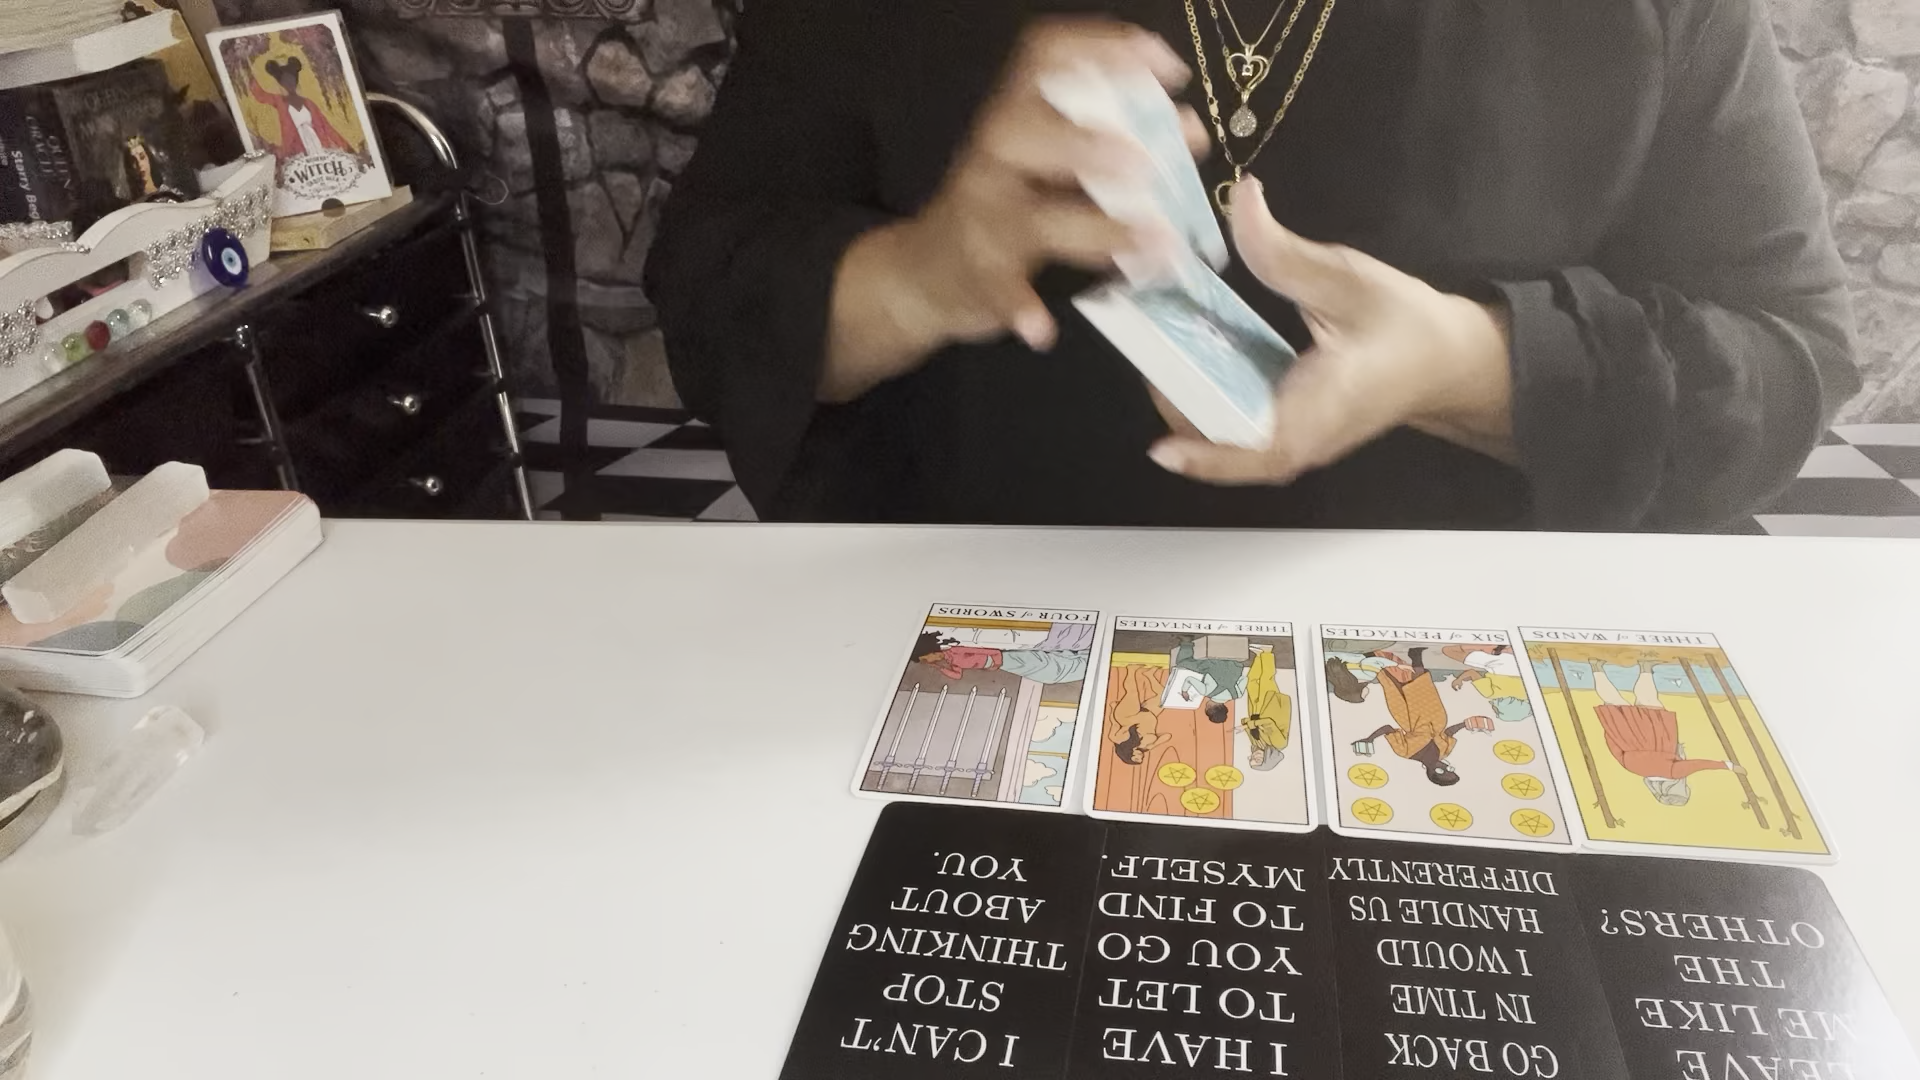 FOUR of SWORDS
THREE of PENTACLES
SIX of PENTACLES
THREE of WANDS
I CAN'T
STOP
THINKING
ABOUT
YOU.
I HAVE
TO LET
YOU GO
TO FIND
MYSELF.
GO BACK
IN TIME
I WOULD
HANDLE US
DIFFERENTLY
ME LIKE
THE
OTHERS?
WITCH
QUEEN
Starry